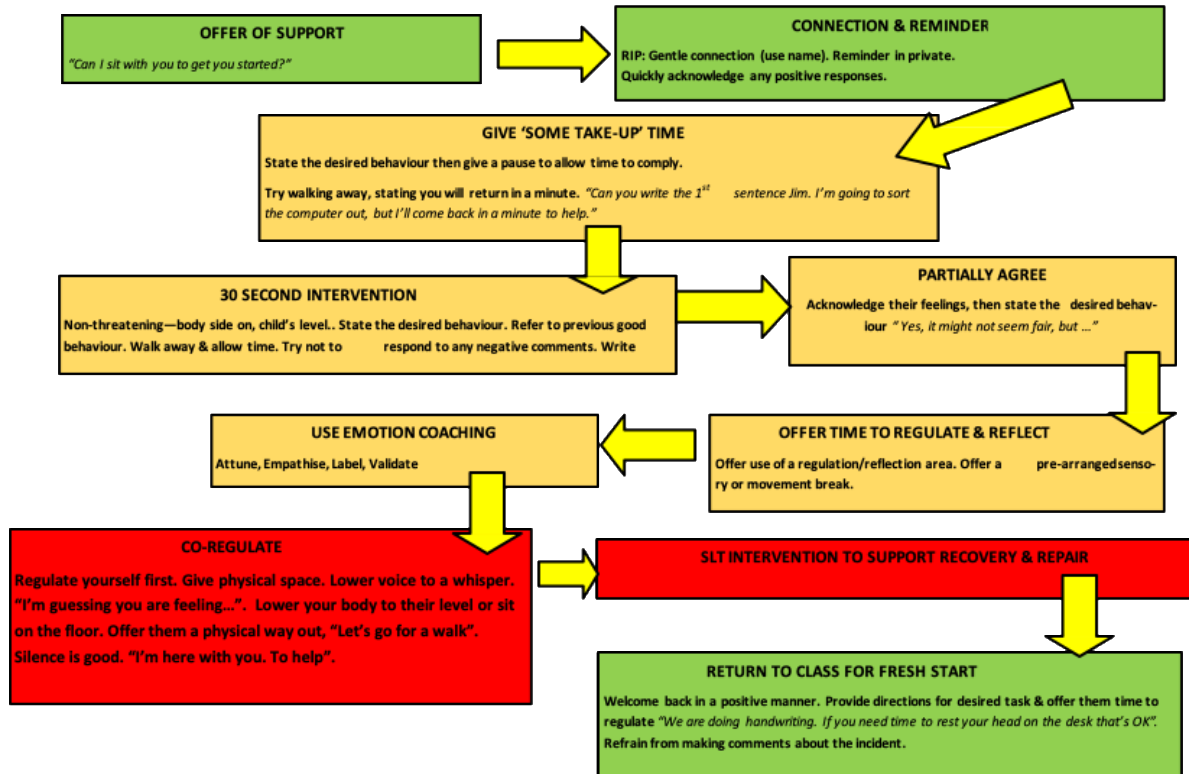 OFFER OF SUPPORT
“Can I sit with you to get you started?”
CONNECTION & REMINDER
RIP: Gentle connection (use name). Reminder in private.
Quickly acknowledge any positive responses.
GIVE ‘SOME TAKE-UP’ TIME
State the desired behaviour then give a pause to allow time to comply.
Try walking away, stating you will return in a minute. “Can you write the 1st sentence Jim. I’m going to sort
the computer out, but I’ll come back in a minute to help.”
30 SECOND INTERVENTION
Non-threatening—body side on, child’s level.. State the desired behaviour. Refer to previous good
behaviour. Walk away & allow time. Try not to respond to any negative comments. Write
PARTIALLY AGREE
Acknowledge their feelings, then state the desired behav-
iour “ Yes, it might not seem fair, but …”
OFFER TIME TO REGULATE & REFLECT
Offer use of a regulation/reflection area. Offer a pre-arranged senso-
ry or movement break.
USE EMOTION COACHING
Attune, Empathise, Label, Validate
CO-REGULATE
Regulate yourself first. Give physical space. Lower voice to a whisper.
“I’m guessing you are feeling…”. Lower your body to their level or sit
on the floor. Offer them a physical way out, “Let’s go for a walk”.
Silence is good. “I’m here with you. To help”.
SLT INTERVENTION TO SUPPORT RECOVERY & REPAIR
RETURN TO CLASS FOR FRESH START
Welcome back in a positive manner. Provide directions for desired task & offer them time to
regulate “We are doing handwriting. If you need time to rest your head on the desk that’s OK”.
Refrain from making comments about the incident.